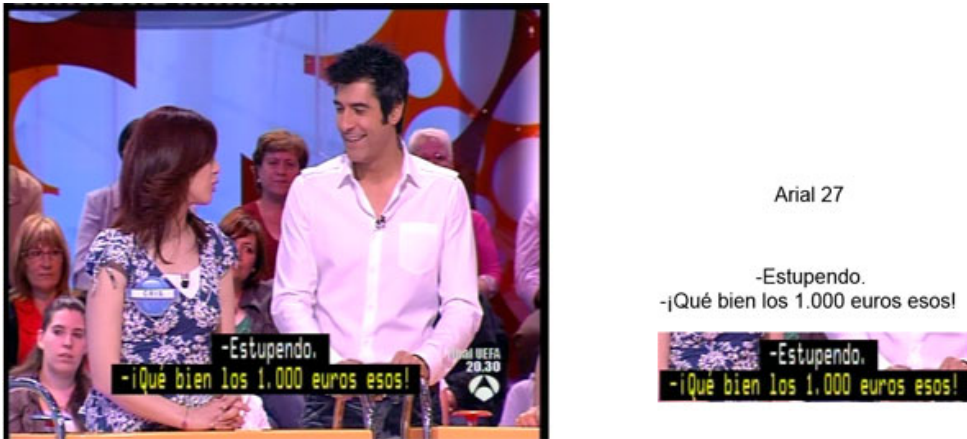 -Estupendo.
-¡Qué bien los 1.000 euros esos!
UEFA
20.30
Arial 27
-Estupendo.
-¡Qué bien los 1.000 euros esos!
-Estupendo.
-¡Qué bien los 1.000 euros esos!